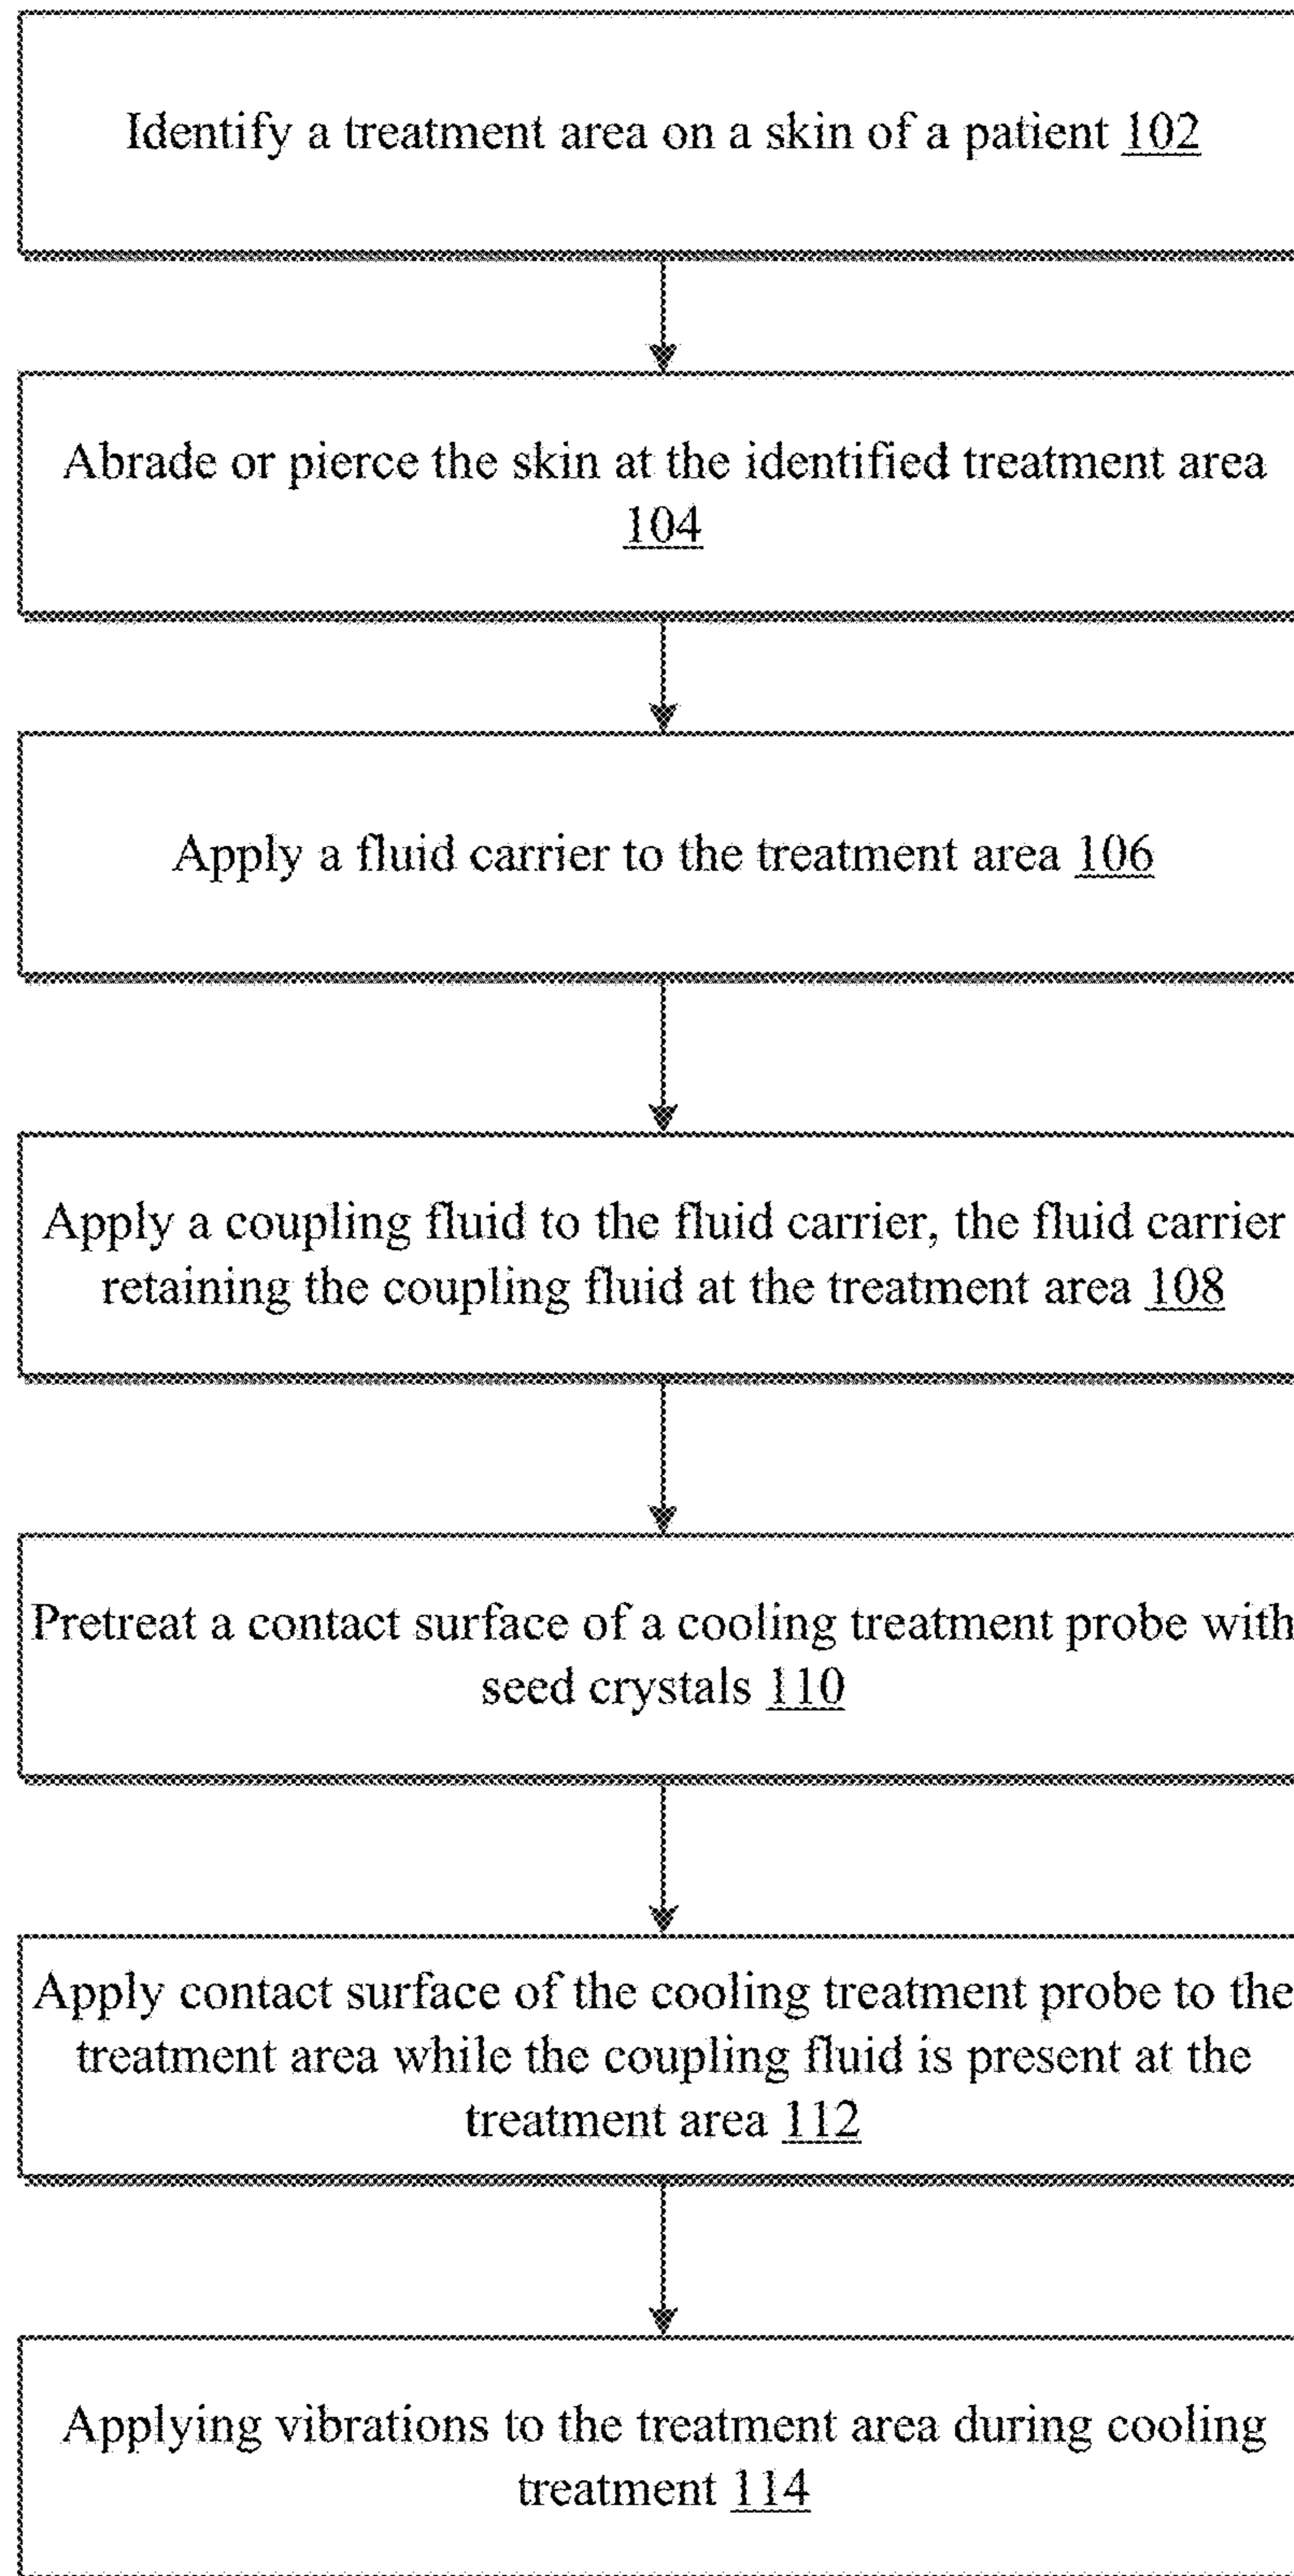 Identify a treatment area on a skin of a patient 102
Abrade or pierce the skin at the identified treatment area
104
Apply a fluid carrier to the treatment area 106
Apply a coupling fluid to the fluid carrier, the fluid carrier
retaining the coupling fluid at the treatment area 108
Pretreat a contact surface of a cooling treatment probe with
seed crystals 110
Apply contact surface of the cooling treatment probe to the
treatment area while the coupling fluid is present at the
treatment area 112
Applying vibrations to the treatment area during cooling
treatment 114